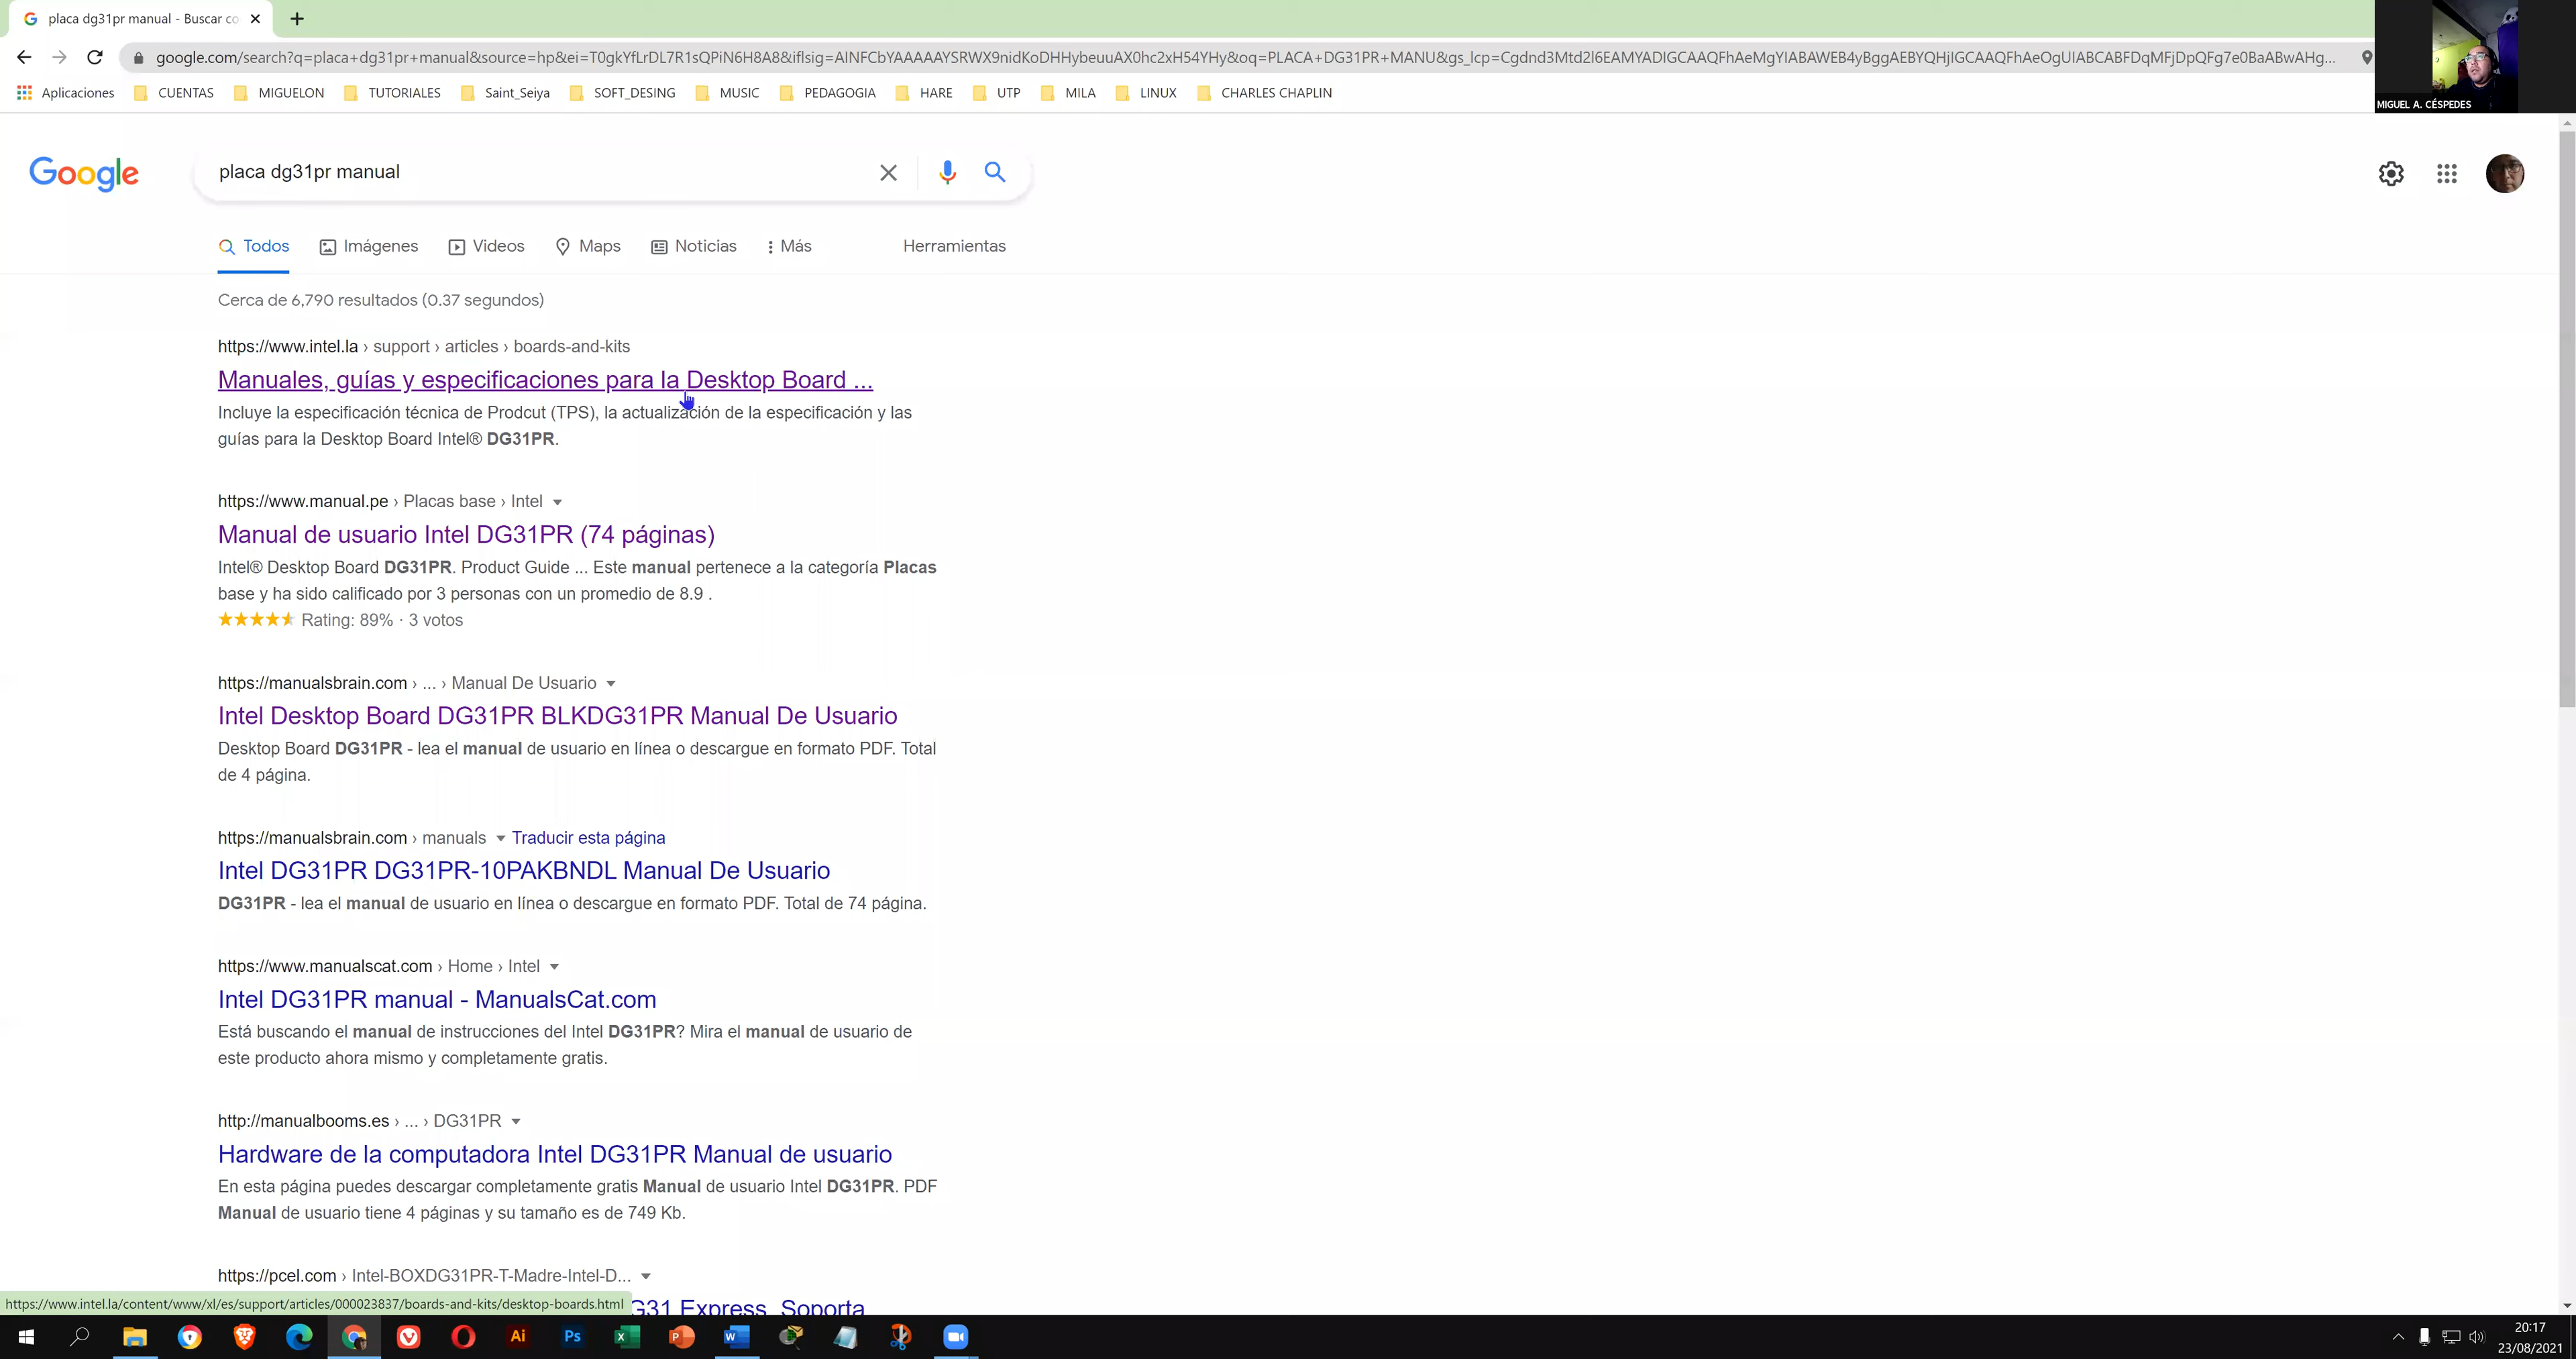 placa dg31pr manual - Buscar co
google.com/search?q=placa+dg31pr+manual&source=hp&ei=T0gkYfLrDL7R1sQPiN6H8A8&iflsig=AINFCbYAAAAAYSRWX9nidKoDHHybeuuAX0hc2xH54YHy&oq=PLACA+DG31PR+MANU&gs_lcp=Cgdnd3Mtd2l6EAMYADIGCAAQFhAeMgYIABAWEB4yBggAEBYQHjIGCAAQFhAeOgUIABCABFDqMFjDpQFg7e0BaABwAHg...
Aplicaciones CUENTAS MIGUELON TUTORIALES Saint_Seiya SOFT_DESING MUSIC PEDAGOGIA HARE UTP MILA LINUX CHARLES CHAPLIN
MIGUEL A. CÉSPEDES
Google placa dg31pr manual
Todos Imágenes Videos Maps Noticias Más Herramientas
Cerca de 6,790 resultados (0.37 segundos)
https://www.intel.la › support › articles › boards-and-kits
Manuales, guías y especificaciones para la Desktop Board ...
Incluye la especificación técnica de Prodcut (TPS), la actualización de la especificación y las
guías para la Desktop Board Intel® DG31PR.
https://www.manual.pe › Placas base › Intel
Manual de usuario Intel DG31PR (74 páginas)
Intel® Desktop Board DG31PR. Product Guide ... Este manual pertenece a la categoría Placas
base y ha sido calificado por 3 personas con un promedio de 8.9 .
Rating: 89% · 3 votos
https://manualsbrain.com › ... › Manual De Usuario
Intel Desktop Board DG31PR BLKDG31PR Manual De Usuario
Desktop Board DG31PR - lea el manual de usuario en línea o descargue en formato PDF. Total
de 4 página.
https://manualsbrain.com › manuals Traducir esta página
Intel DG31PR DG31PR-10PAKBNDL Manual De Usuario
DG31PR - lea el manual de usuario en línea o descargue en formato PDF. Total de 74 página.
https://www.manualscat.com › Home › Intel
Intel DG31PR manual - ManualsCat.com
Está buscando el manual de instrucciones del Intel DG31PR? Mira el manual de usuario de
este producto ahora mismo y completamente gratis.
http://manualbooms.es › ... › DG31PR
Hardware de la computadora Intel DG31PR Manual de usuario
En esta página puedes descargar completamente gratis Manual de usuario Intel DG31PR. PDF
Manual de usuario tiene 4 páginas y su tamaño es de 749 Kb.
https://pcel.com › Intel-BOXDG31PR-T-Madre-Intel-D...
G31 Express, Soporta
https://www.intel.la/content/www/xl/es/support/articles/000023837/boards-and-kits/desktop-boards.html
Ai Ps
20:17
23/08/2021